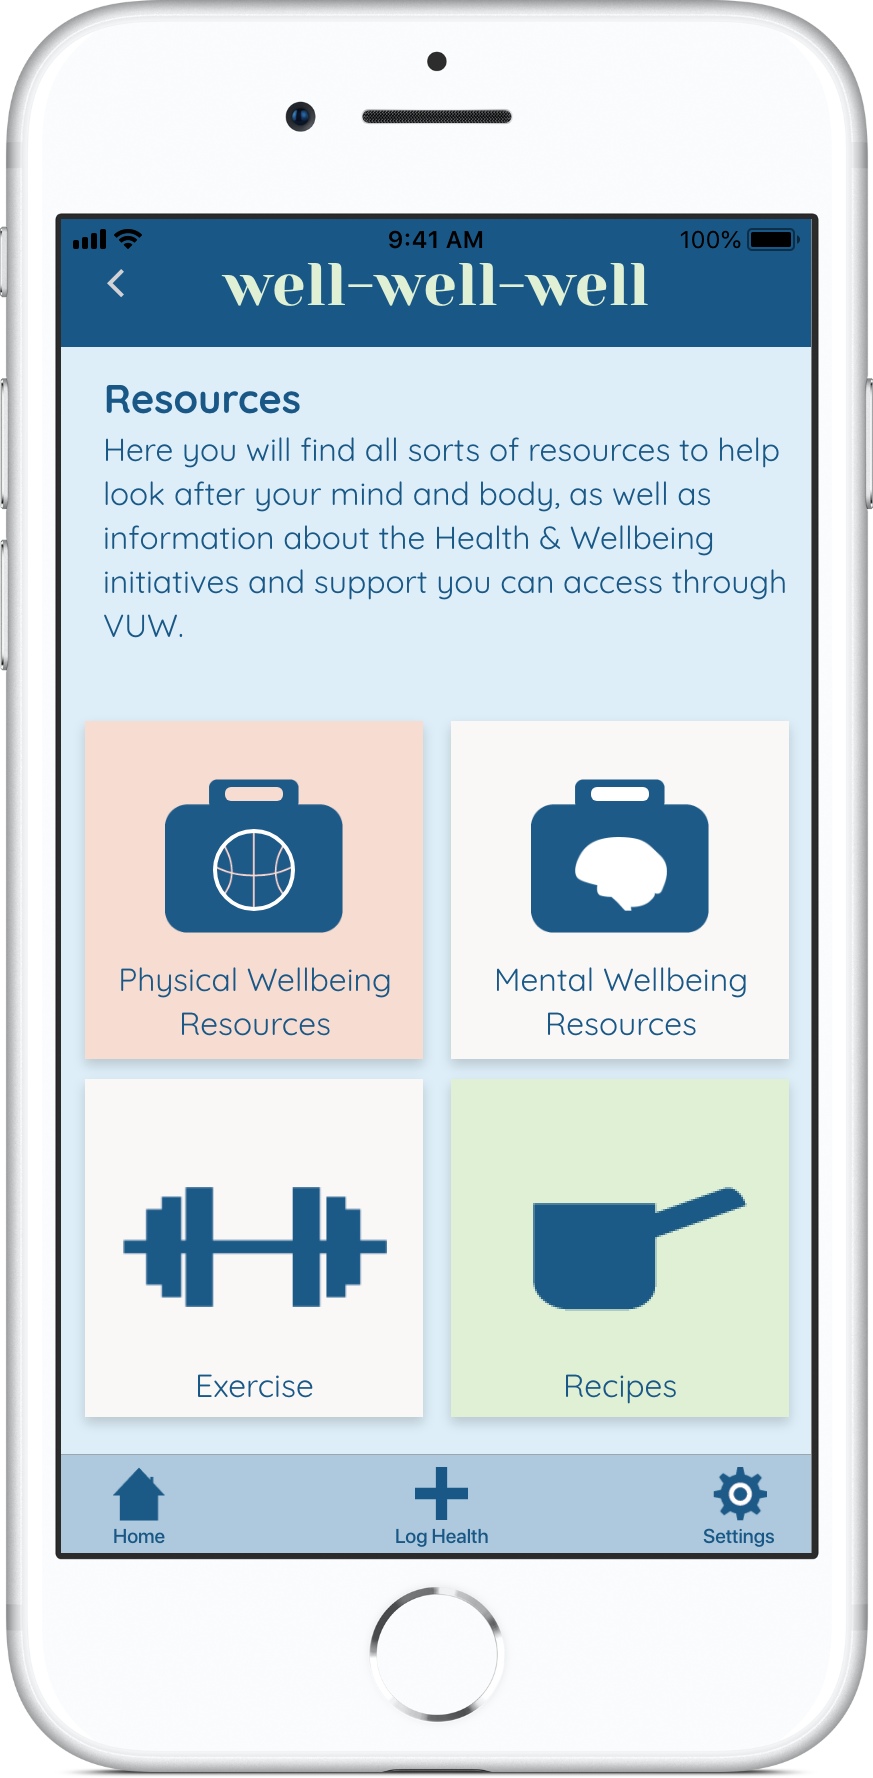 9:41 AM 100%
well-well-well
Resources
Here you will find all sorts of resources to help
look after your mind and body, as well as
information about the Health & Wellbeing
initiatives and support you can access through
VUW.
Physical Wellbeing
Resources
Mental Wellbeing
Resources
Exercise
Recipes
Home
Log Health
Settings